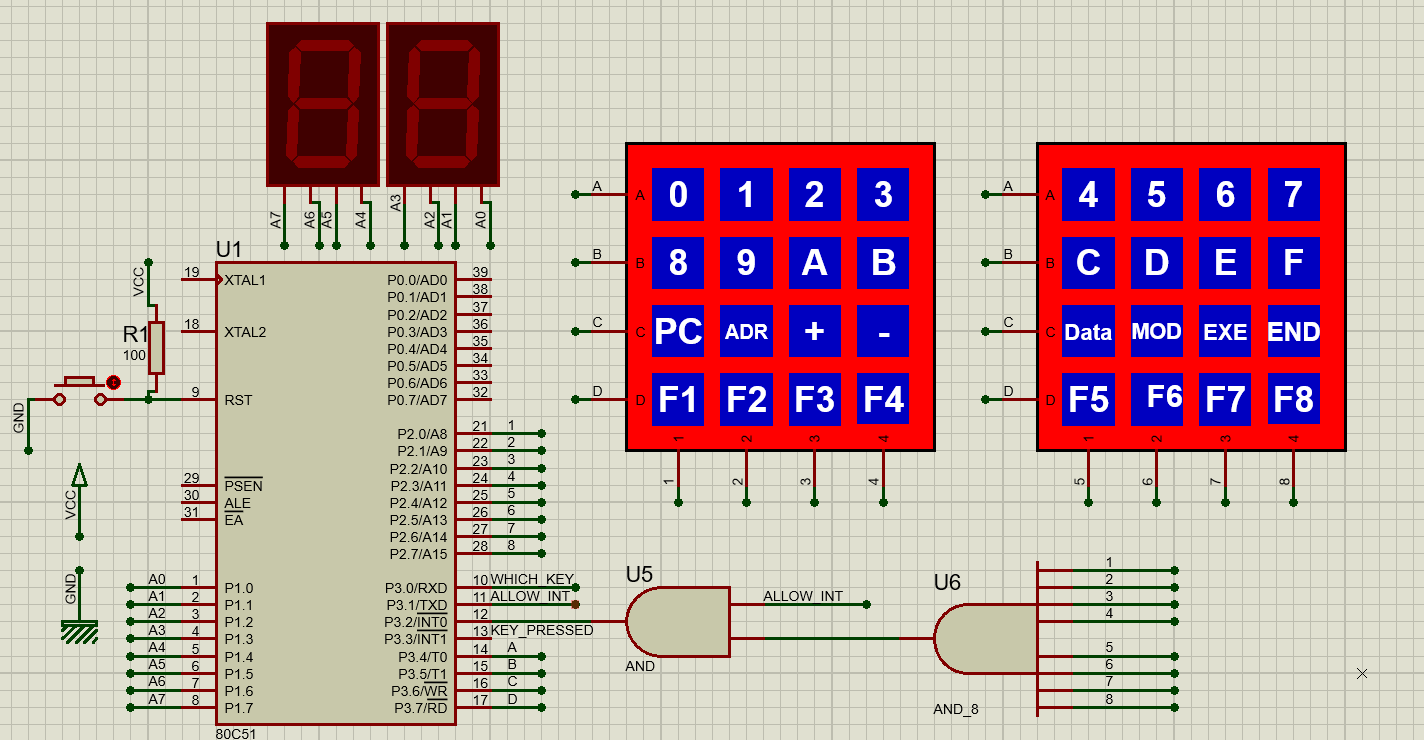 A7 A6 A5 A4 A3 A2 A1 A0
U1
19 XTAL1
18 XTAL2
9 RST
29 PSEN
30 ALE
31 EA
1 P1.0
2 P1.1
3 P1.2
4 P1.3
5 P1.4
6 P1.5
7 P1.6
8 P1.7
A0
A1
A2
A3
A4
A5
A6
A7
P0.0/AD0 39
P0.1/AD1 38
P0.2/AD2 37
P0.3/AD3 36
P0.4/AD4 35
P0.5/AD5 34
P0.6/AD6 33
P0.7/AD7 32
P2.0/A8 21 1
P2.1/A9 22 2
P2.2/A10 23 3
P2.3/A11 24 4
P2.4/A12 25 5
P2.5/A13 26 6
P2.6/A14 27 7
P2.7/A15 28 8
P3.0/RXD 10 WHICH_KEY
P3.1/TXD 11 ALLOW_INT
P3.2/INT0 12
P3.3/INT1 13 KEY_PRESSED
P3.4/T0 14 A
P3.5/T1 15 B
P3.6/WR 16 C
P3.7/RD 17 D
80C51
VCC
R1
100
GND
VCC
GND
A A 0 1 2 3
B B 8 9 A B
C C PC ADR + -
D D F1 F2 F3 F4
1 2 3 4
1 2 3 4
A A 4 5 6 7
B B C D E F
C C Data MOD EXE END
D D F5 F6 F7 F8
1 2 3 4
5 6 7 8
U5
ALLOW_INT
AND
U6
1
2
3
4
5
6
7
8
AND_8